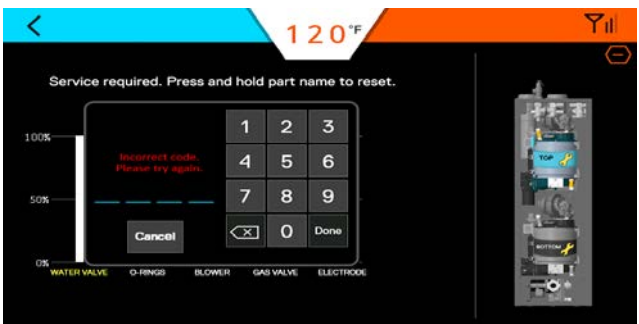 120°F
Service required. Press and hold part name to reset.
100%
50%
0%
Incorrect code.
Please try again.
1 2 3
4 5 6
7 8 9
0 Done
Cancel
WATER VALVE O-RINGS BLOWER GAS VALVE ELECTRODE
TOP
BOTTOM